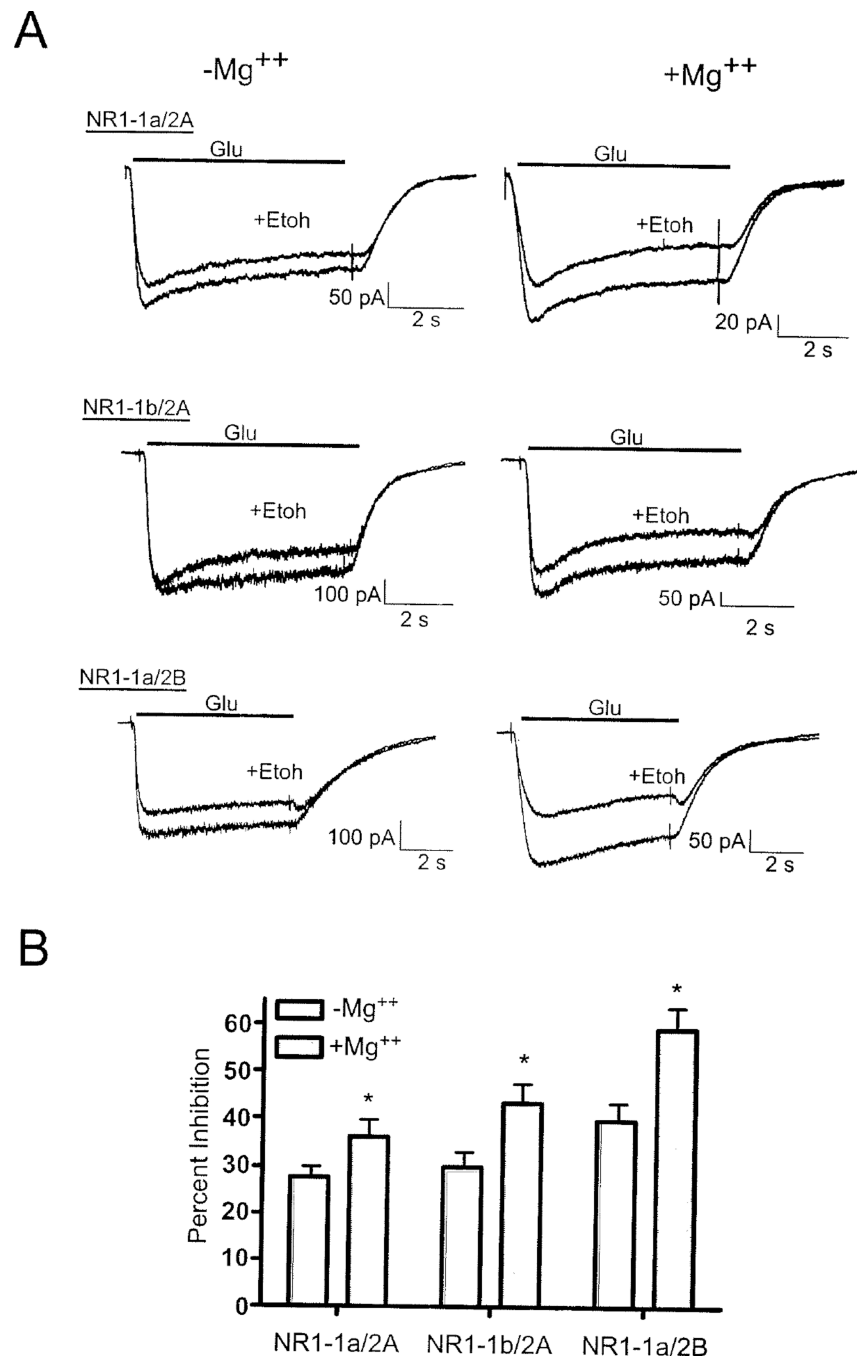 A
-Mg++ +Mg++
NR1-1a/2A
Glu Glu
+Etoh +Etoh
50 pA 20 pA
2 s 2 s
NR1-1b/2A
Glu Glu
+Etoh +Etoh
100 pA 50 pA
2 s 2 s
NR1-1a/2B
Glu Glu
+Etoh +Etoh
100 pA 50 pA
2 s 2 s
B
-Mg++
+Mg++
* * *
Percent Inhibition
60
50
40
30
20
10
0
NR1-1a/2A NR1-1b/2A NR1-1a/2B